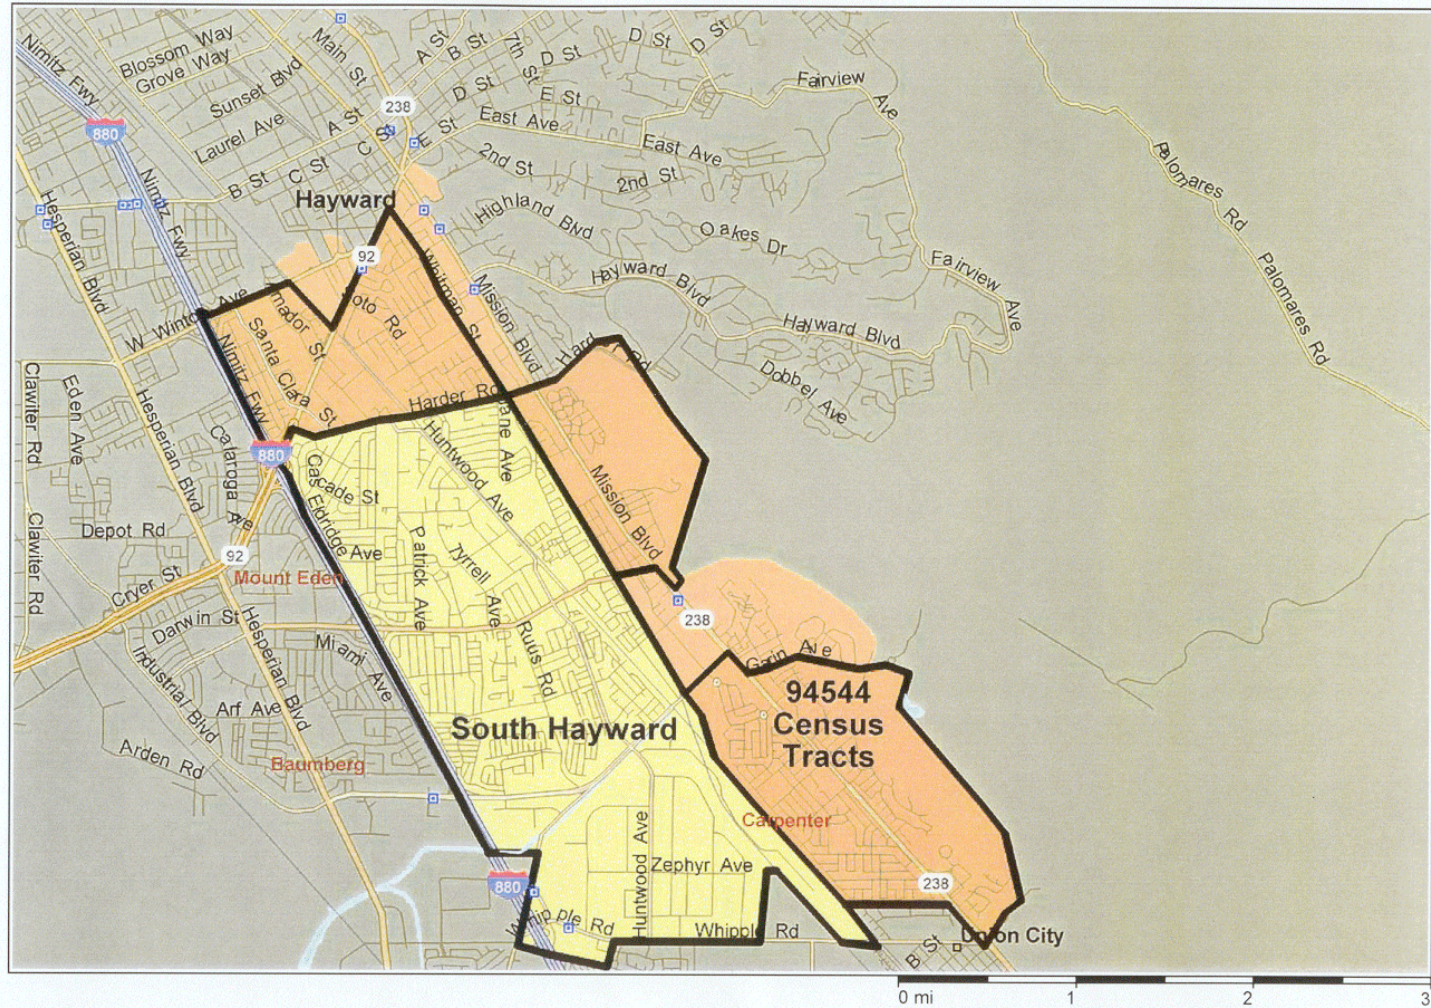 Blossom Way
Grove Way
Nimitz Fwy
Main St
A St
B St
7th St
D St
D St
D St
Sunset Blvd
238
D St
E St
Fairview
Ave
880
Laurel Ave
A St
C St
E St
East Ave
East Ave
B St
C St
2nd St
2nd St
Palomares
Rd
Hayward
Highland Blvd
Oakes Dr
Nimitz Fwy
Hesperian Blvd
92
Whitman St
Mission Blvd
Hayward Blvd
Fairview
Ave
Palomares Rd
W Winton Ave
Santa Clara St
Nimitz Fwy
Hayward Blvd
Dobbel Ave
Harder Rd
Clawiter Rd
Eden Ave
Hesperian Blvd
880
Huntwood Ave
Mission Blvd
Depot Rd
92
Cascade St
Eldridge Ave
Patrick Ave
Tyrrell Ave
Clawiter Rd
Cryer St
Mount Eden
Darwin St
Industrial Blvd
Hesperian Blvd
Miami Ave
Ruus Rd
238
Arf Ave
Arden Rd
Baumberg
South Hayward
94544
Census
Tracts
Carpenter
Huntwood Ave
Zephyr Ave
880
Whipple Rd
Whipple Rd
238
B St
Union City
0 mi
1
2
3